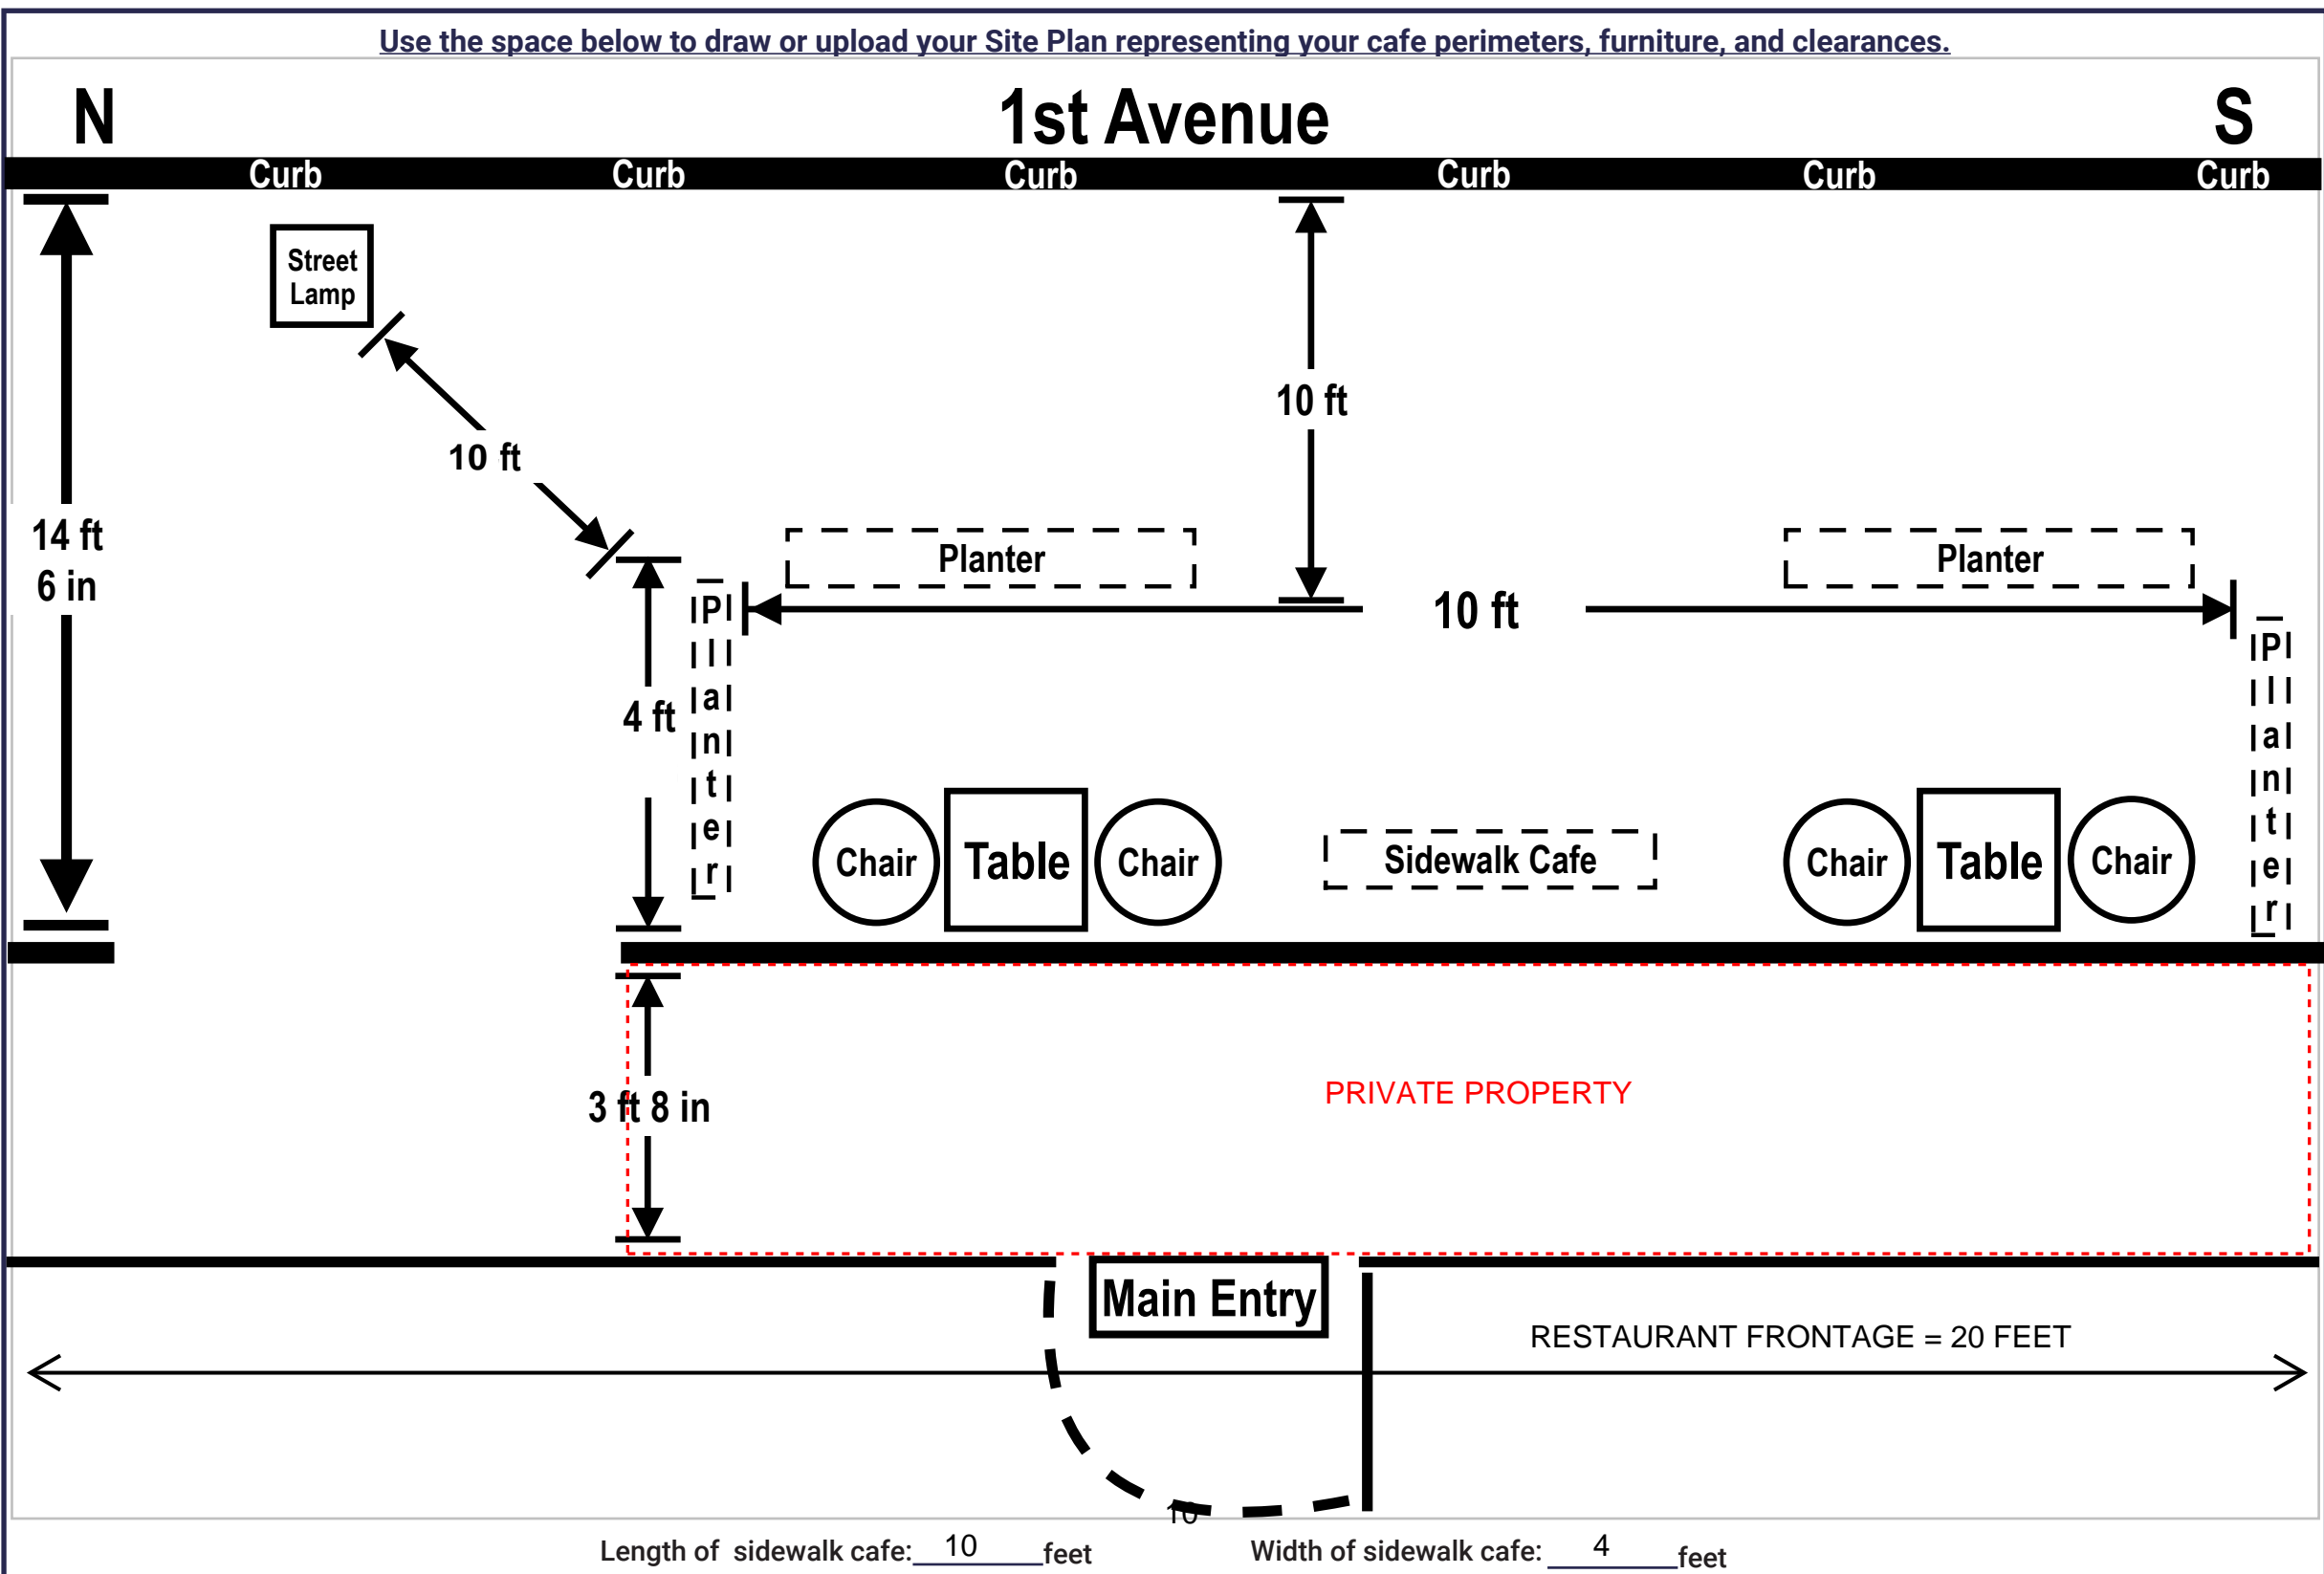 Use the space below to draw or upload your Site Plan representing your cafe perimeters, furniture, and clearances.
N
1st Avenue
S
Curb
Curb
Curb
Curb
Curb
Curb
Street
Lamp
10 ft
10 ft
14 ft
6 in
Planter
Planter
10 ft
Planter
4 ft
Planter
Chair
Table
Chair
Sidewalk Cafe
Chair
Table
Chair
3 ft 8 in
PRIVATE PROPERTY
Main Entry
RESTAURANT FRONTAGE = 20 FEET
10
Length of sidewalk cafe: 10 feet
Width of sidewalk cafe: 4 feet